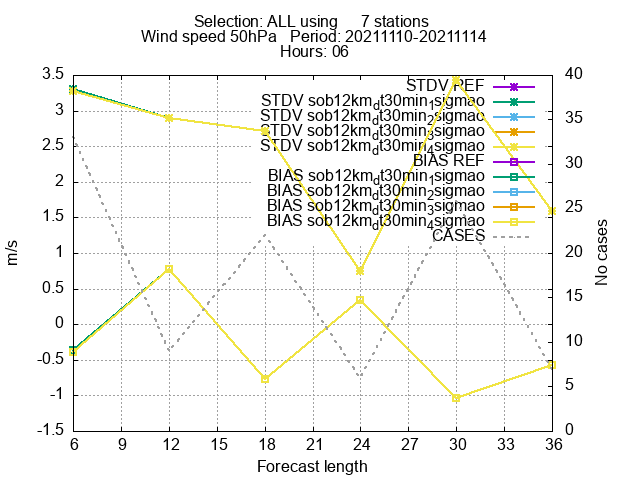 Selection: ALL using 7 stations
Wind speed 50hPa Period: 20211110-20211114
Hours: 06
3.5
3
2.5
2
1.5
1
0.5
0
-0.5
-1
-1.5
m/s
STDV REF
STDV sob12km_dt30min_1sigmao
STDV sob12km_dt30min_2sigmao
STDV sob12km_dt30min_3sigmao
STDV sob12km_dt30min_4sigmao
BIAS REF
BIAS sob12km_dt30min_1sigmao
BIAS sob12km_dt30min_2sigmao
BIAS sob12km_dt30min_3sigmao
BIAS sob12km_dt30min_4sigmao
CASES
40
35
30
25
20
15
10
5
0
No cases
6 9 12 15 18 21 24 27 30 33 36
Forecast length